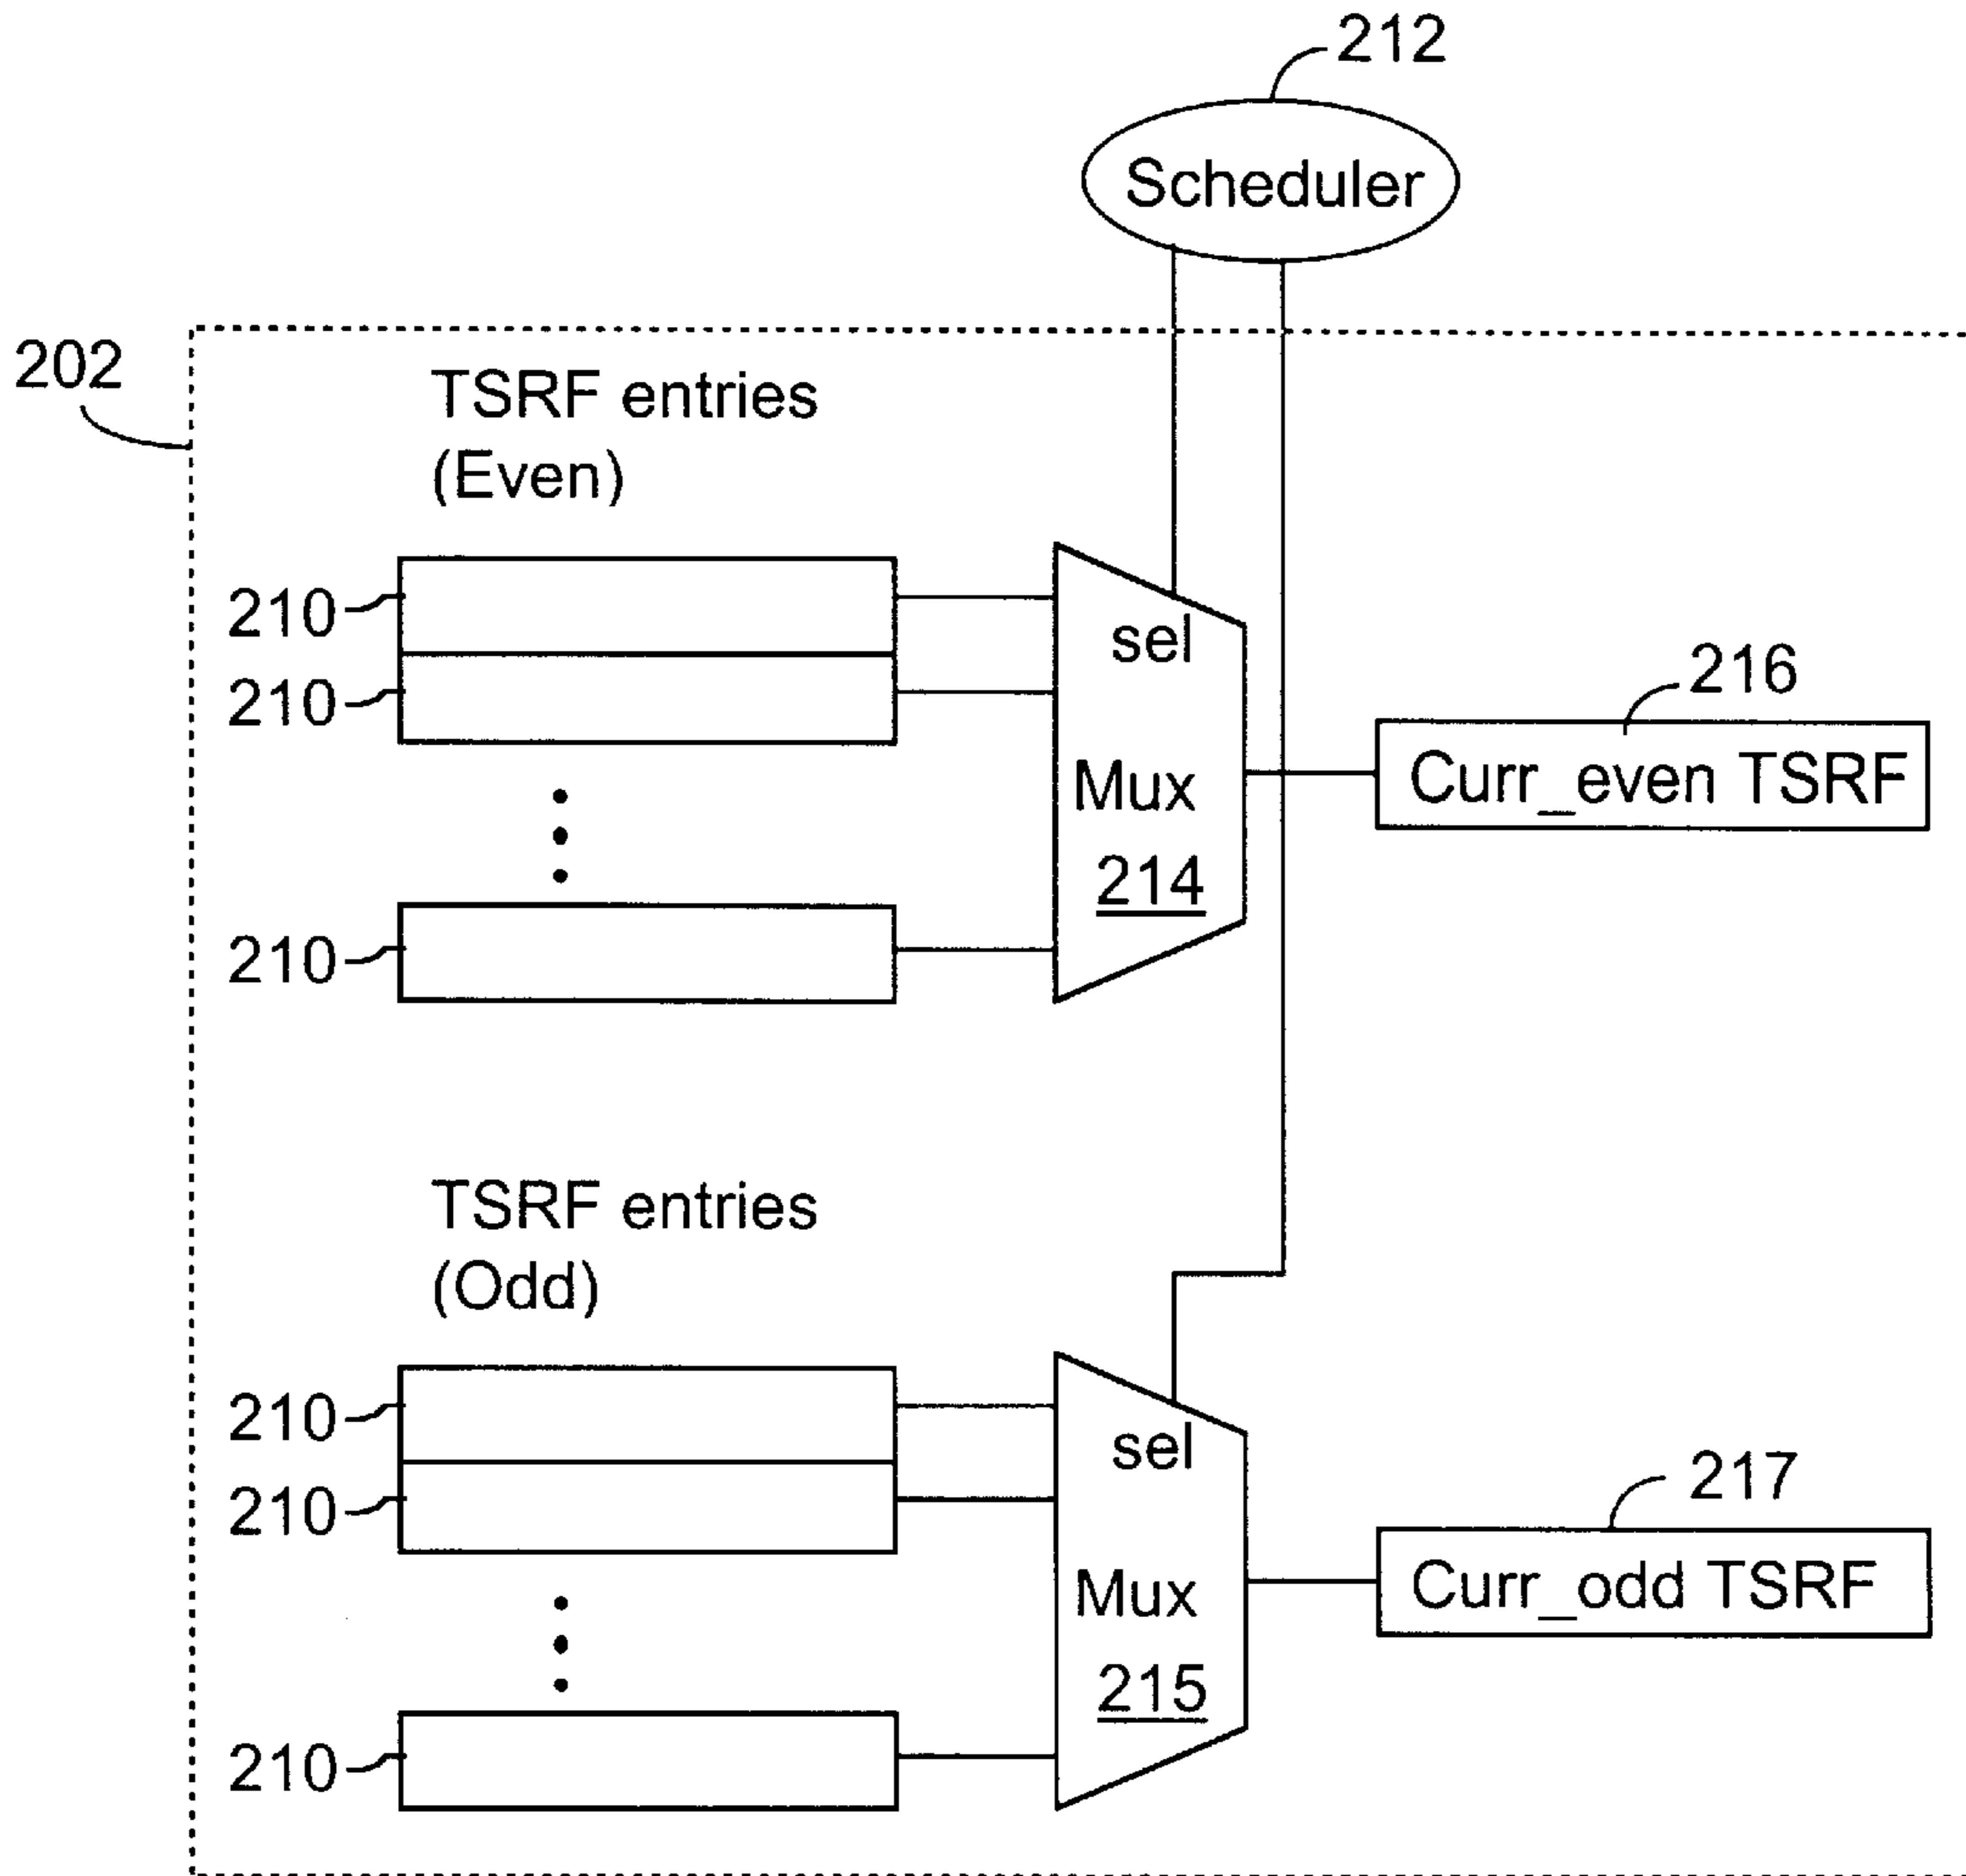 212
Scheduler
202
TSRF entries
(Even)
210
sel
210
216
Curr_even TSRF
Mux
214
210
TSRF entries
(Odd)
210
sel
210
217
Curr_odd TSRF
Mux
215
210